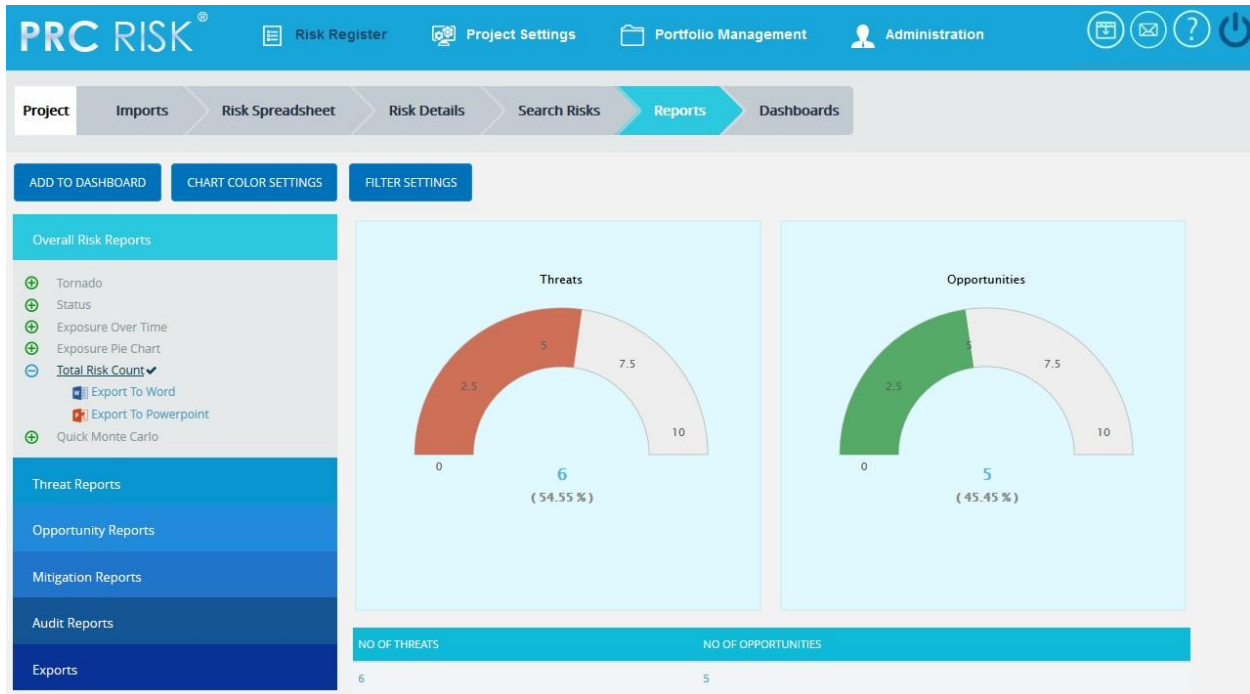 PRC RISK®
Risk Register
Project Settings
Portfolio Management
Administration
?
Project
Imports
Risk Spreadsheet
Risk Details
Search Risks
Reports
Dashboards
ADD TO DASHBOARD
CHART COLOR SETTINGS
FILTER SETTINGS
Overall Risk Reports
Tornado
Status
Exposure Over Time
Exposure Pie Chart
Total Risk Count
Export To Word
Export To Powerpoint
Quick Monte Carlo
Threat Reports
Opportunity Reports
Mitigation Reports
Audit Reports
Exports
Threats
0
2.5
5
7.5
10
6
(54.55%)
Opportunities
0
2.5
5
7.5
10
5
(45.45%)
NO OF THREATS
NO OF OPPORTUNITIES
6
5